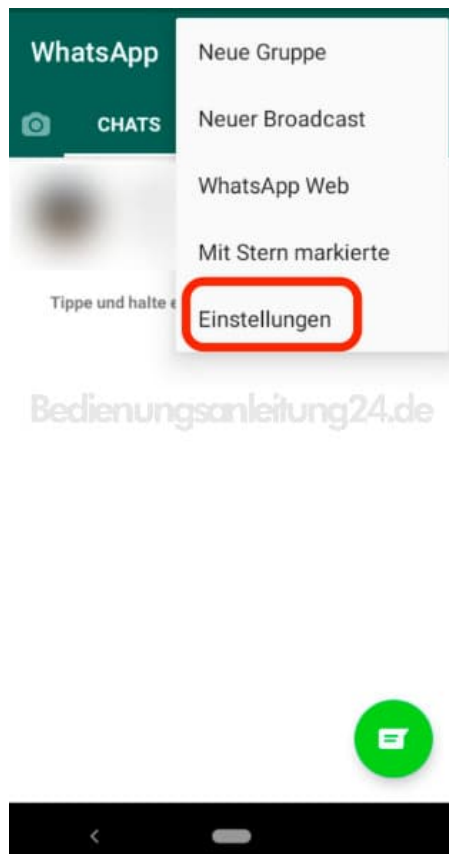 WhatsApp
Neue Gruppe
CHATS
Neuer Broadcast
WhatsApp Web
Mit Stern markierte
Tippe und halte
Einstellungen
Bedienungsanleitung24.de